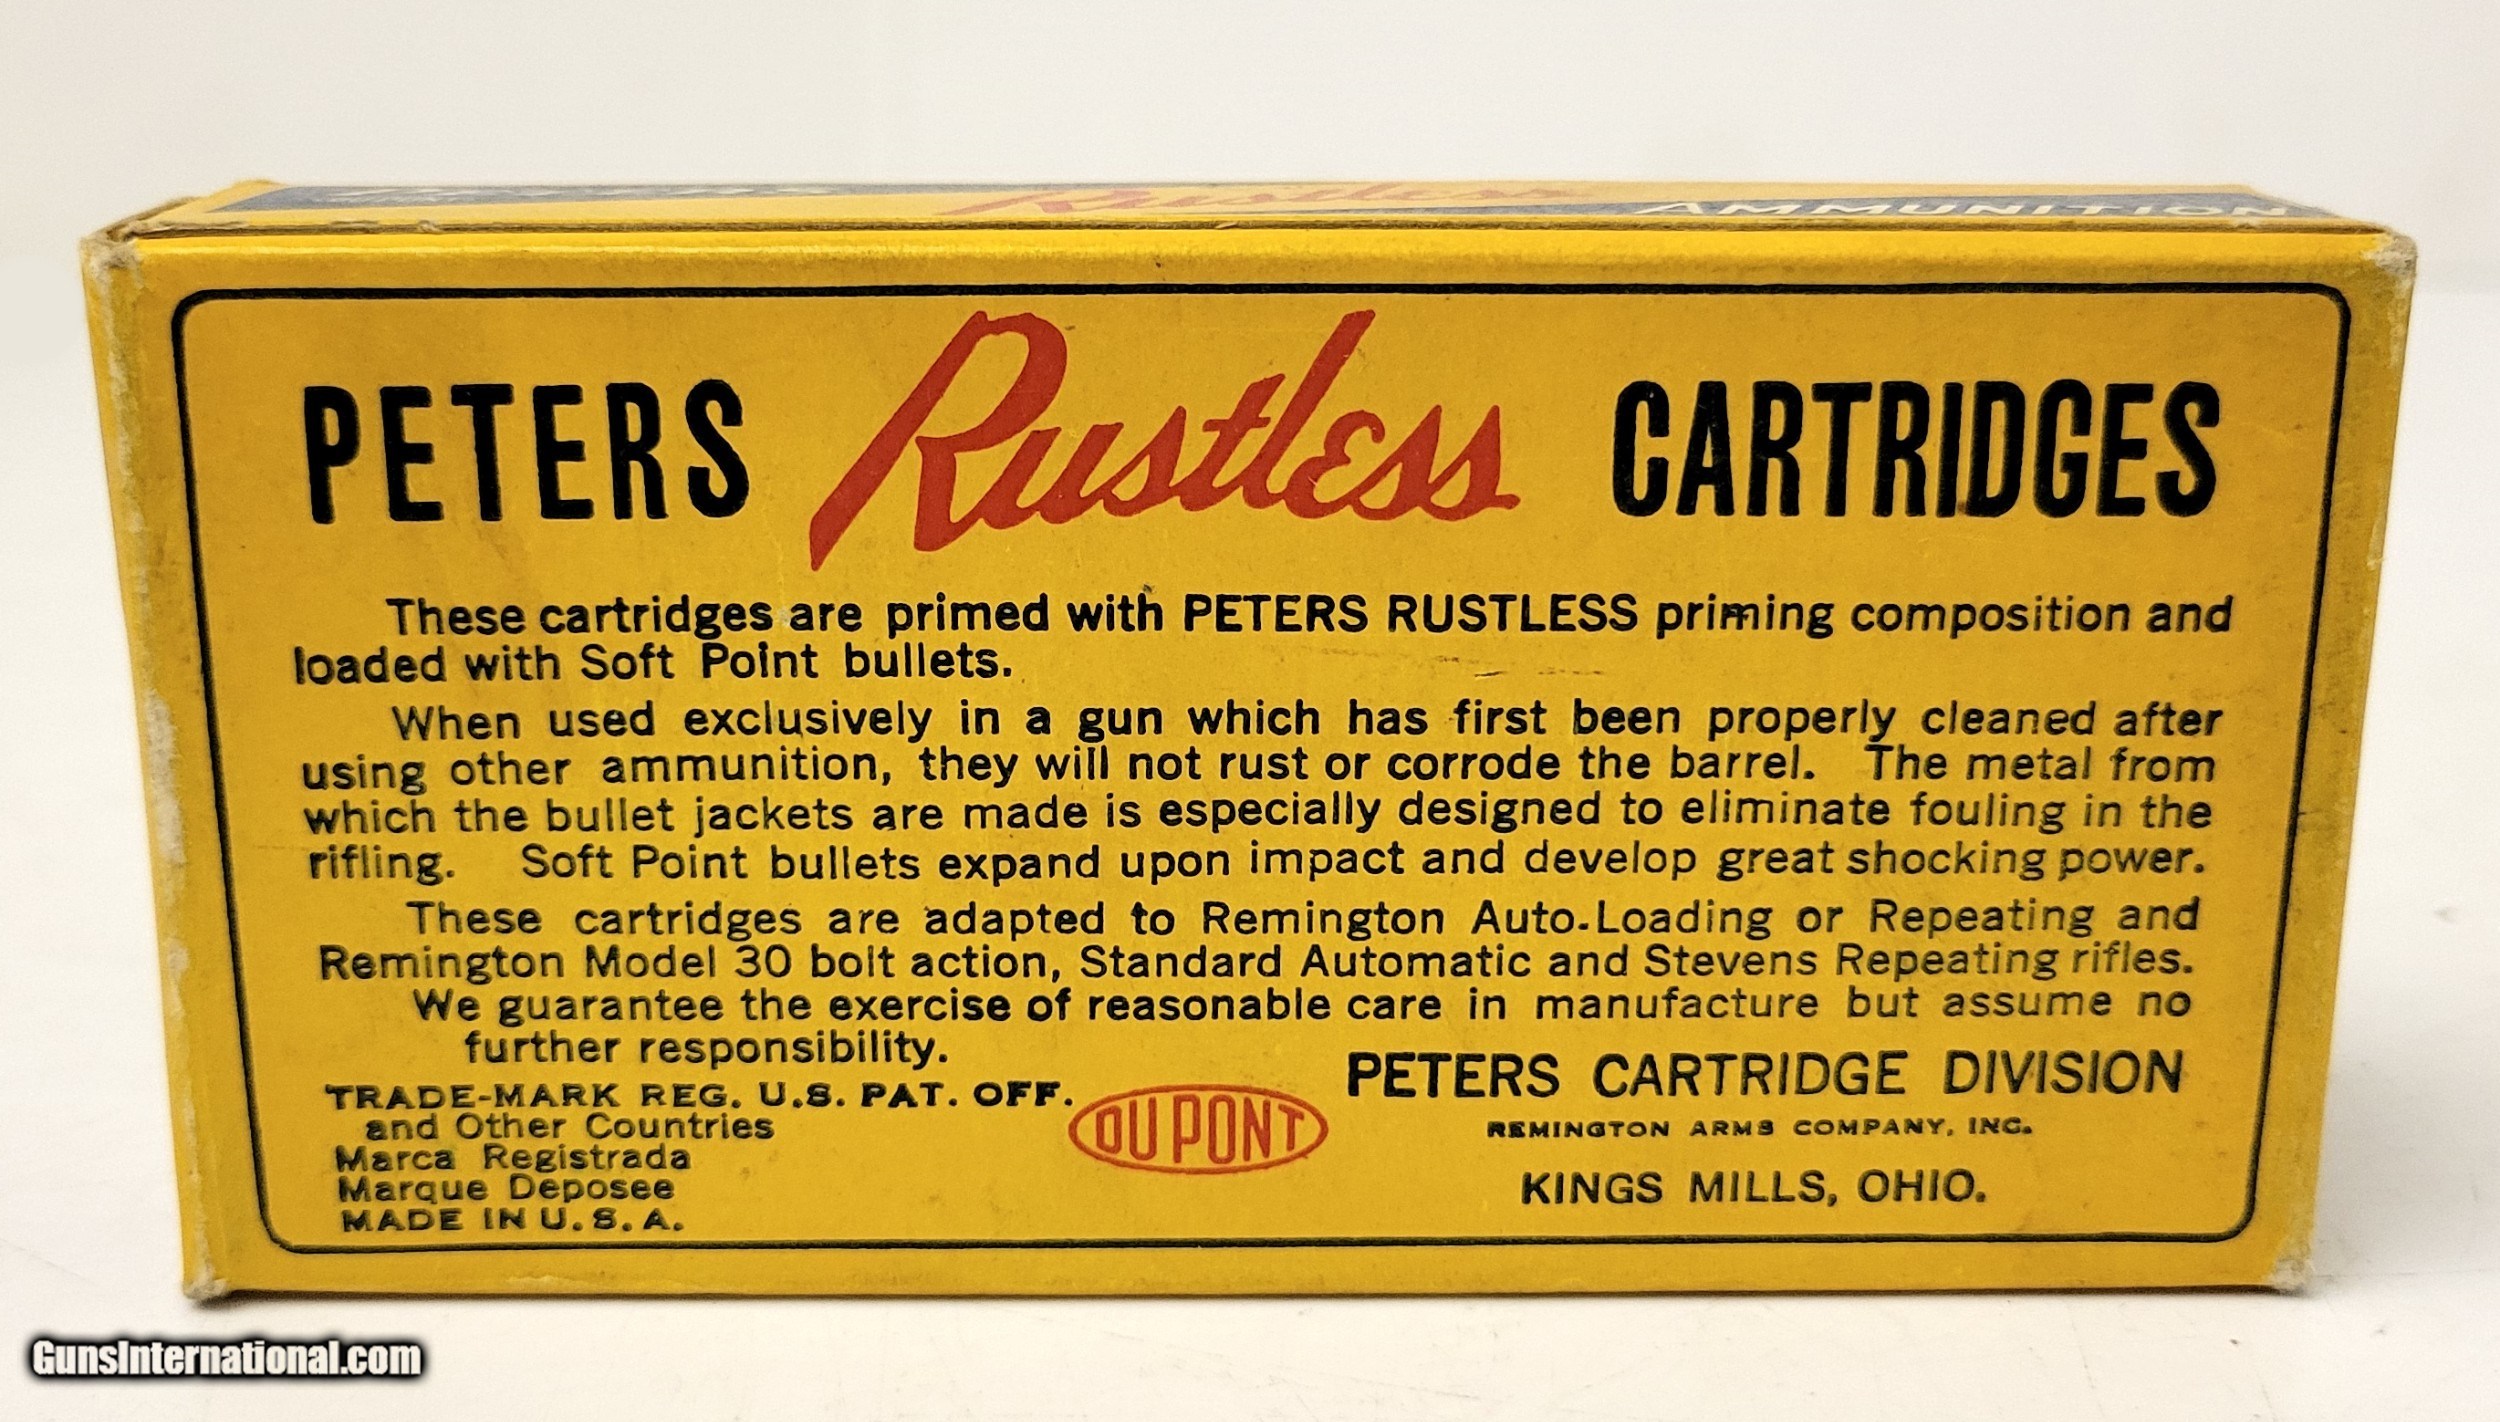 Rustless AMMUNITION
PETERS Rustless CARTRIDGES
These cartridges are primed with PETERS RUSTLESS priming composition and
loaded with Soft Point bullets.
When used exclusively in a gun which has first been properly cleaned after
using other ammunition, they will not rust or corrode the barrel. The metal from
which the bullet jackets are made is especially designed to eliminate fouling in the
rifling. Soft Point bullets expand upon impact and develop great shocking power.
These cartridges are adapted to Remington Auto-Loading or Repeating and
Remington Model 30 bolt action, Standard Automatic and Stevens Repeating rifles.
We guarantee the exercise of reasonable care in manufacture but assume no
further responsibility.
TRADE-MARK REG. U.S. PAT. OFF.
and Other Countries
Marca Registrada
Marque Deposee
MADE IN U.S.A.
DU PONT
PETERS CARTRIDGE DIVISION
REMINGTON ARMS COMPANY, INC.
KINGS MILLS, OHIO.
GunsInternational.com